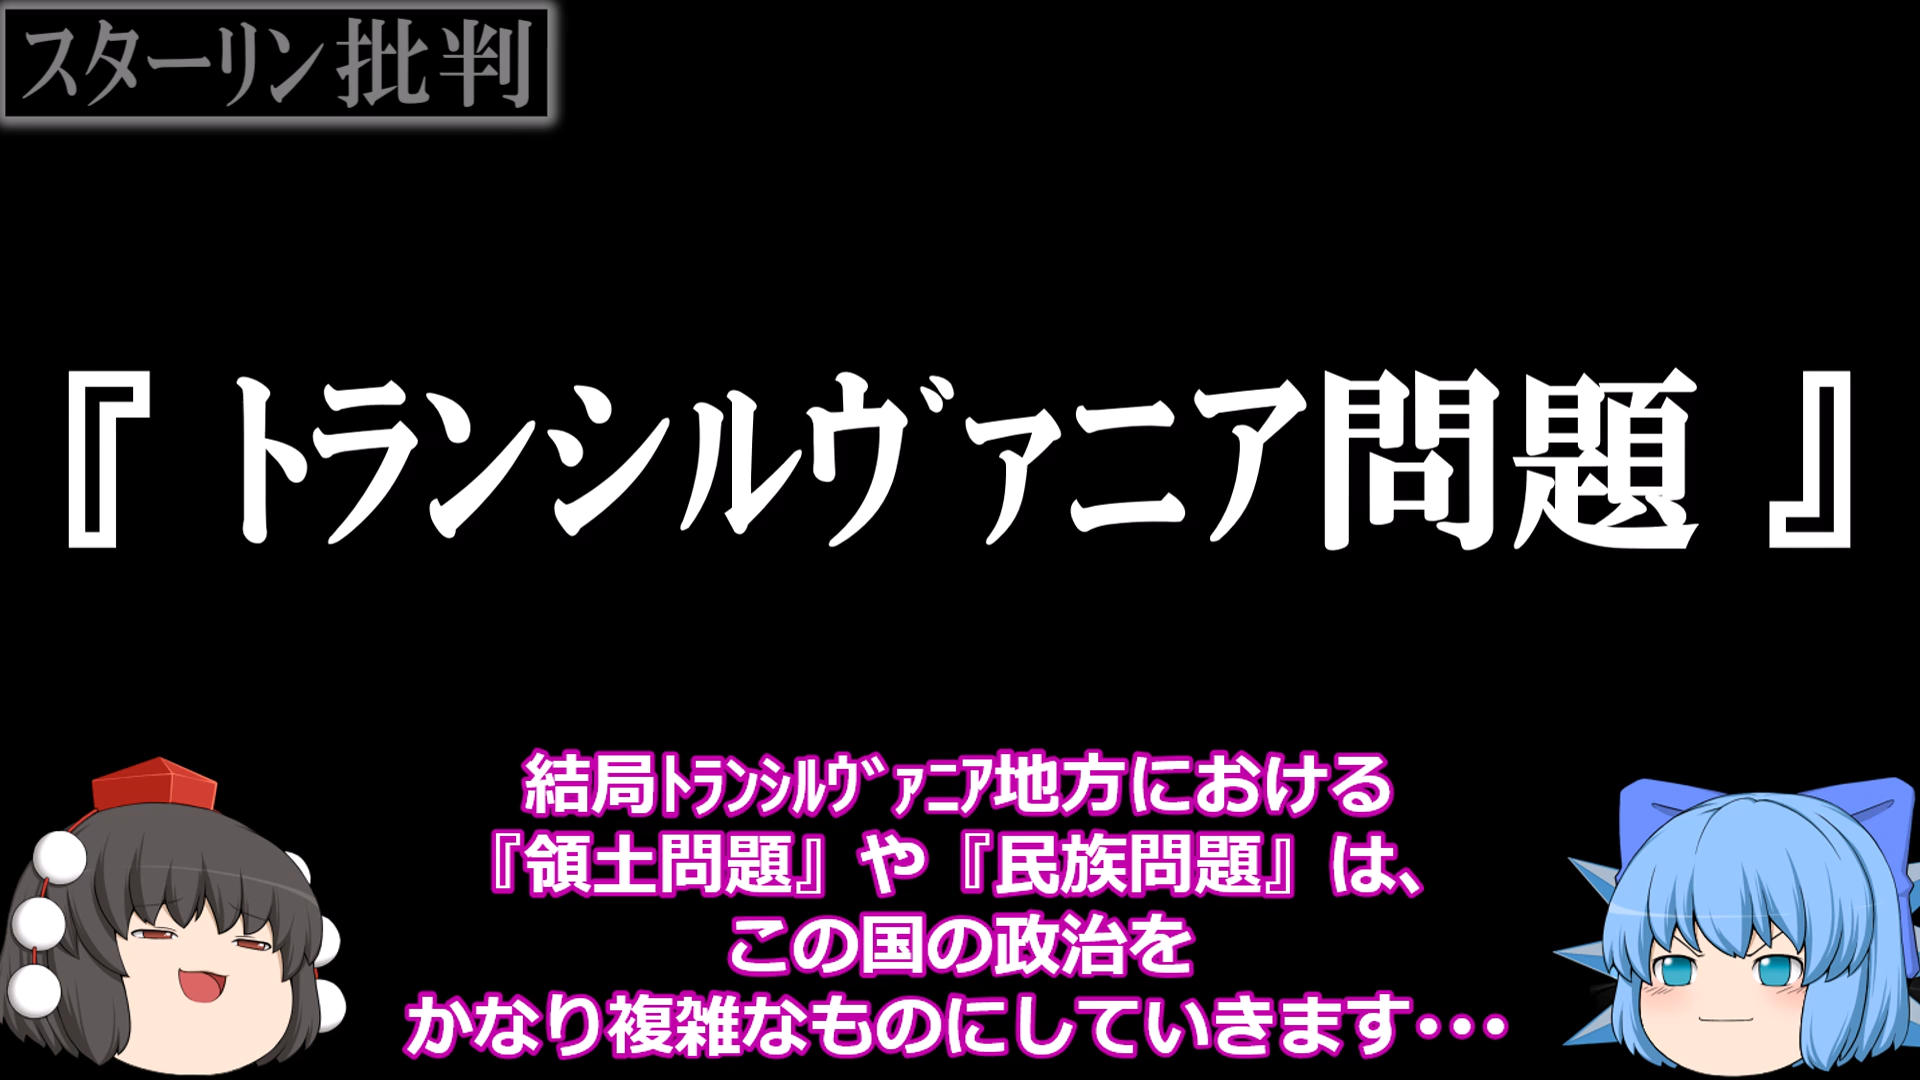 スターリン批判
『 ﾄランシルヴァニア問題 』
結局ﾄﾗﾝｼﾙｳﾞｧﾆｱ地方における
『領土問題』や『民族問題』は、
この国の政治を
かなり複雑なものにしていきます･･･